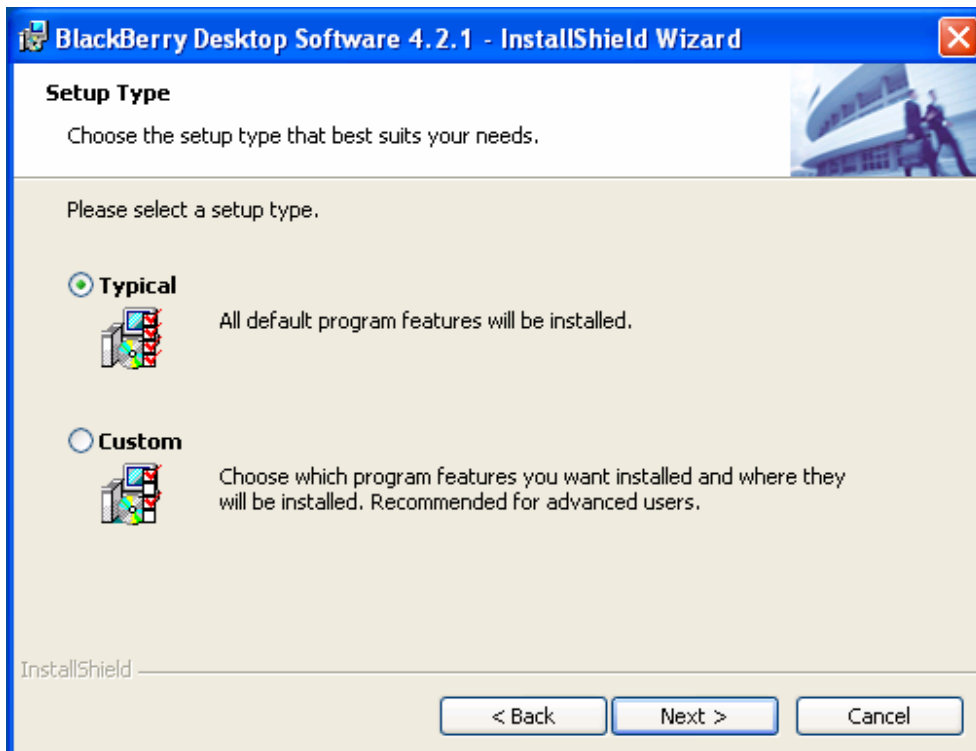 BlackBerry Desktop Software 4.2.1 - InstallShield Wizard
Setup Type
Choose the setup type that best suits your needs.
Please select a setup type.
Typical
All default program features will be installed.
Custom
Choose which program features you want installed and where they
will be installed. Recommended for advanced users.
InstallShield
< Back
Next >
Cancel